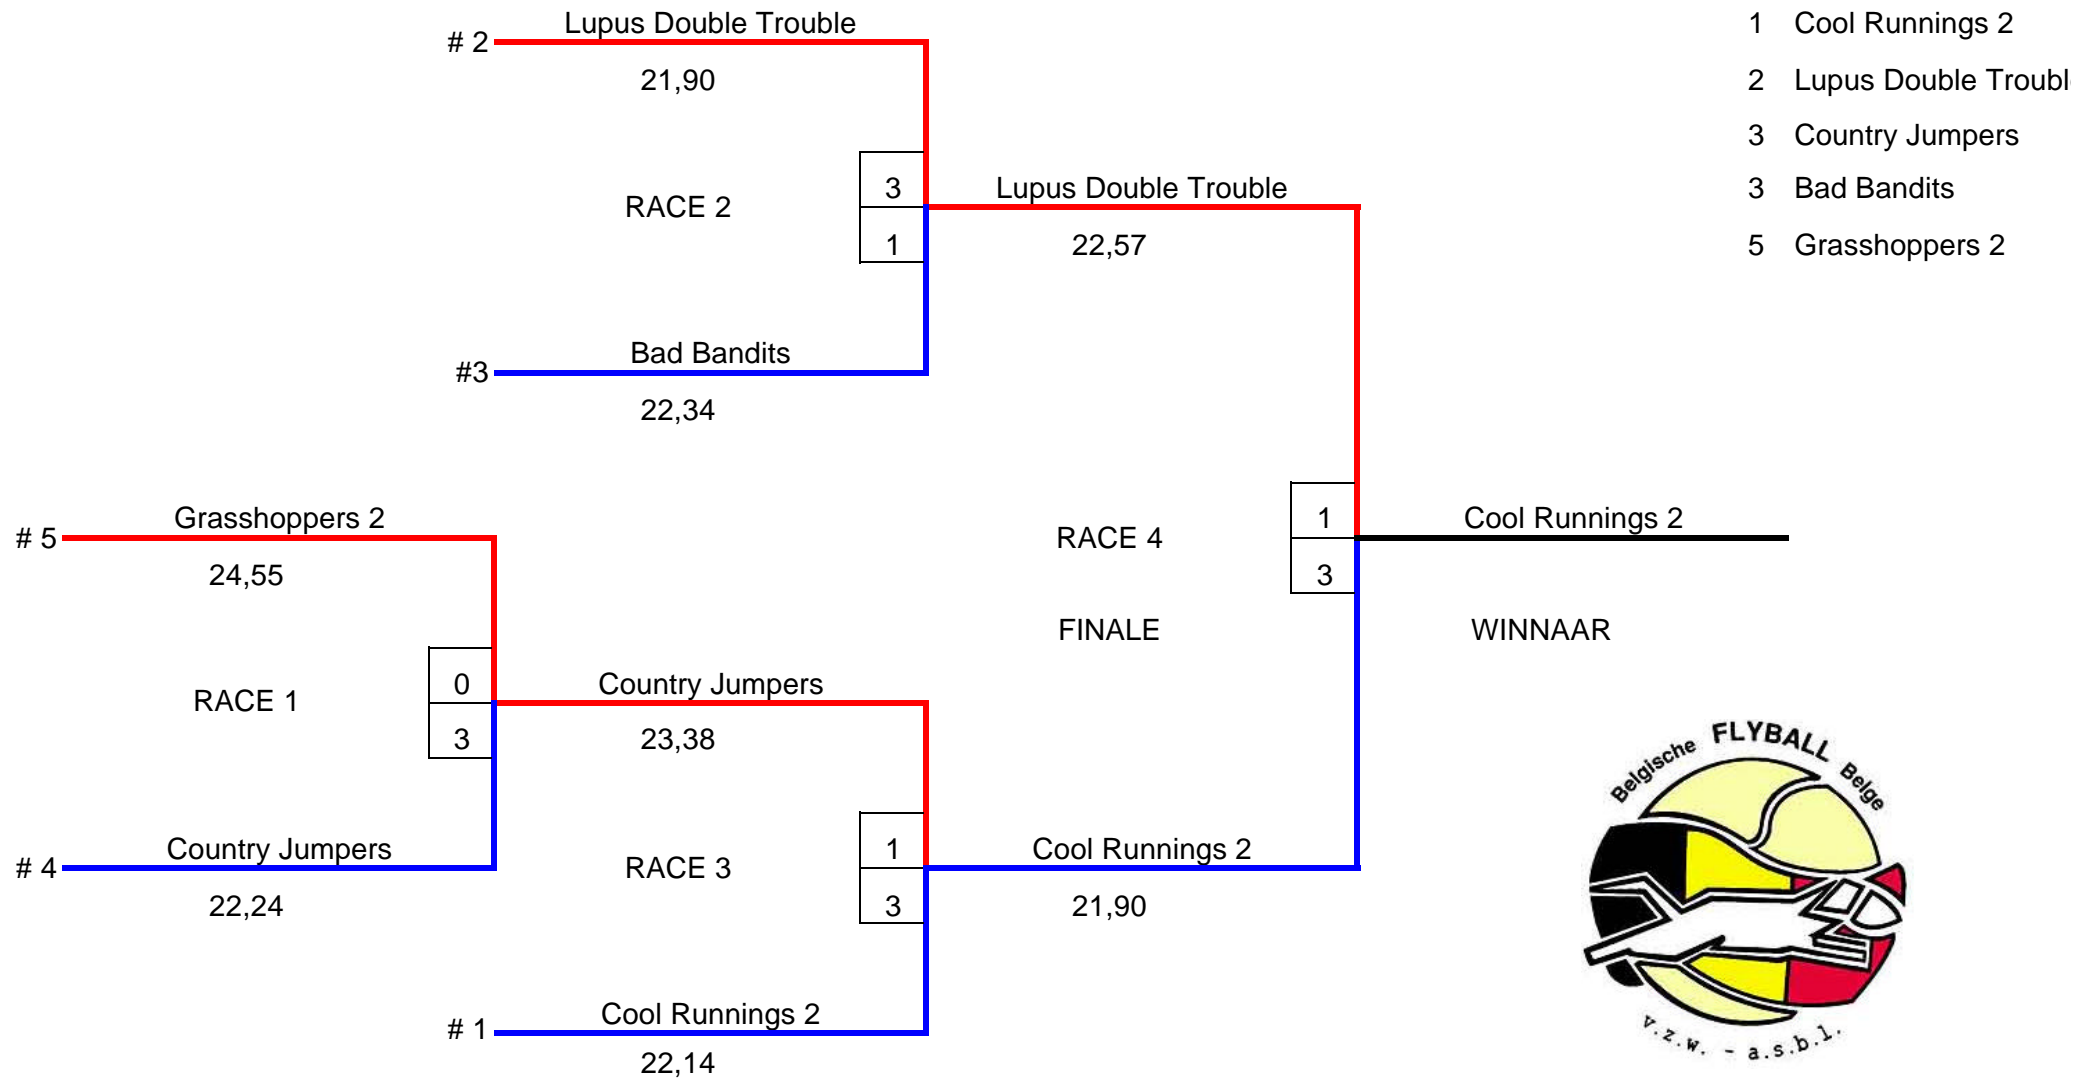 Lupus Double Trouble
# 2
21,90
RACE 2
3
1
Bad Bandits
#3
22,34
Lupus Double Trouble
22,57
Grasshoppers 2
# 5
24,55
RACE 1
0
3
Country Jumpers
# 4
22,24
Country Jumpers
23,38
RACE 3
1
3
Cool Runnings 2
# 1
22,14
Cool Runnings 2
21,90
RACE 4
1
3
FINALE
Cool Runnings 2
WINNAAR
1 Cool Runnings 2
2 Lupus Double Troubl
3 Country Jumpers
3 Bad Bandits
5 Grasshoppers 2
Belgische FLYBALL Belge
v.z.w. - a.s.b.l.